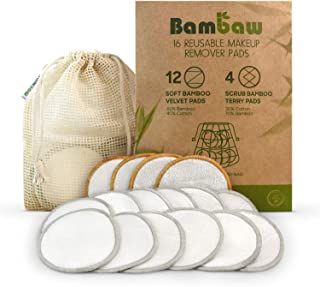 Bambaw
16 REUSABLE MAKEUP
REMOVER PADS
12
SOFT BAMBOO
VELVET PADS
4
SCRUB BAMBOO
TERRY PADS